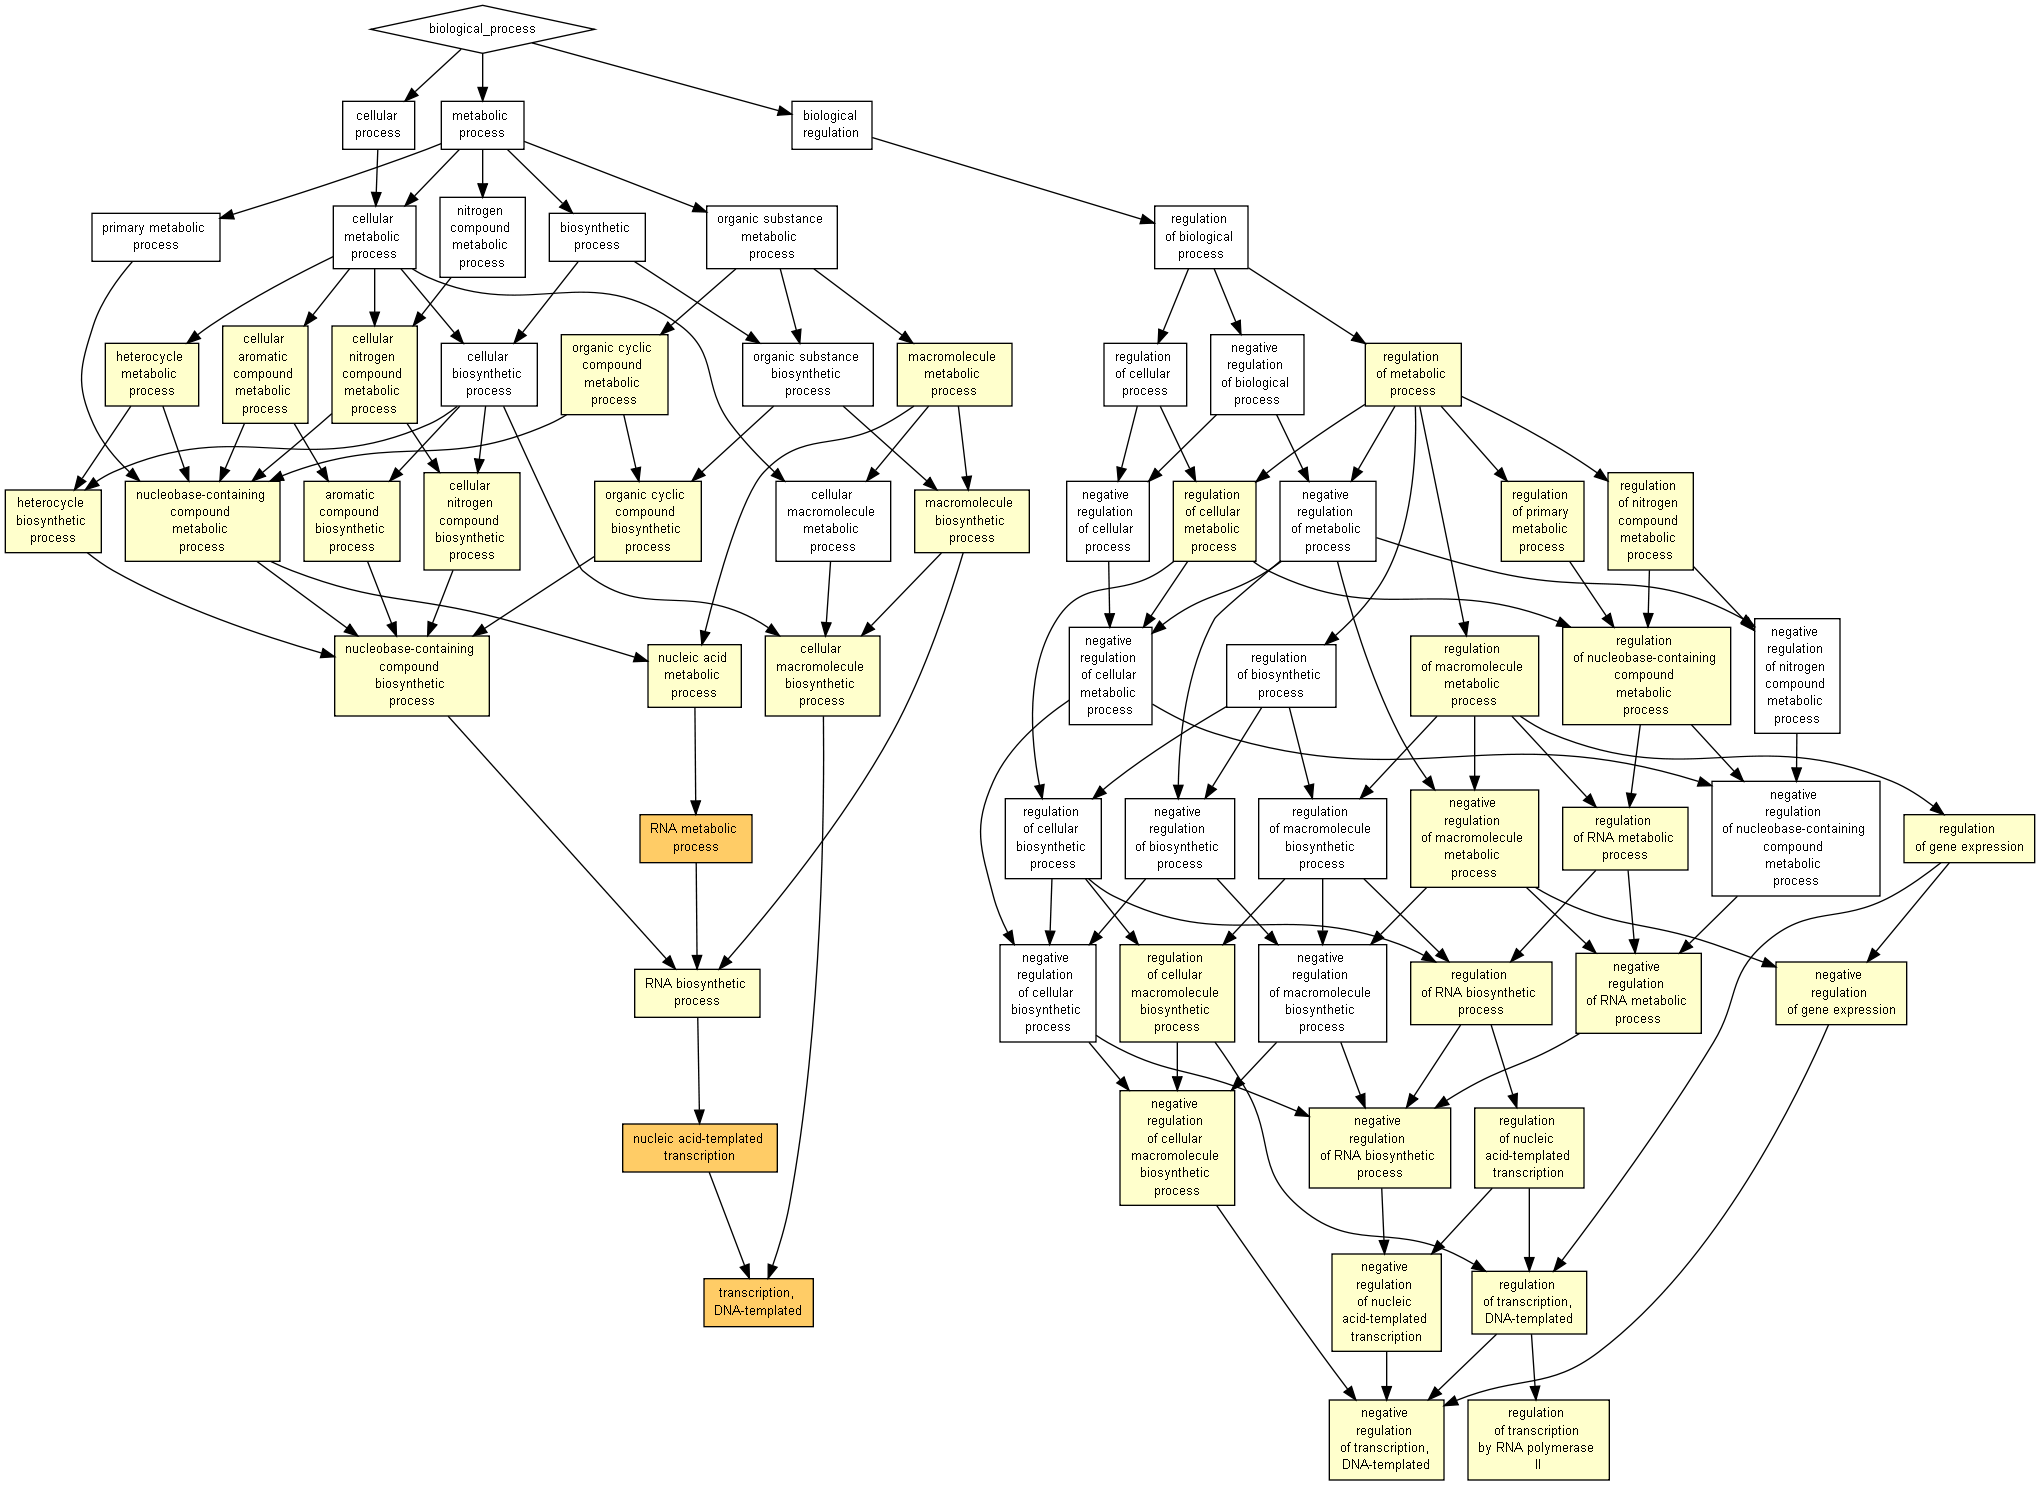 biological_process
cellular
process
metabolic
process
biological
regulation
primary metabolic
process
cellular
metabolic
process
nitrogen
compound
metabolic
process
biosynthetic
process
organic substance
metabolic
process
regulation
of biological
process
heterocycle
metabolic
process
cellular
aromatic
compound
metabolic
process
cellular
nitrogen
compound
metabolic
process
cellular
biosynthetic
process
organic cyclic
compound
metabolic
process
organic substance
biosynthetic
process
macromolecule
metabolic
process
regulation
of cellular
process
negative
regulation
of biological
process
regulation
of metabolic
process
heterocycle
biosynthetic
process
nucleobase-containing
compound
metabolic
process
aromatic
compound
biosynthetic
process
cellular
nitrogen
compound
biosynthetic
process
organic cyclic
compound
biosynthetic
process
cellular
macromolecule
metabolic
process
macromolecule
biosynthetic
process
negative
regulation
of cellular
process
regulation
of cellular
metabolic
process
negative
regulation
of metabolic
process
regulation
of primary
metabolic
process
regulation
of nitrogen
compound
metabolic
process
nucleobase-containing
compound
biosynthetic
process
nucleic acid
metabolic
process
cellular
macromolecule
biosynthetic
process
negative
regulation
of cellular
metabolic
process
regulation
of biosynthetic
process
regulation
of macromolecule
metabolic
process
regulation
of nucleobase-containing
compound
metabolic
process
negative
regulation
of nitrogen
compound
metabolic
process
RNA metabolic
process
regulation
of cellular
biosynthetic
process
negative
regulation
of biosynthetic
process
regulation
of macromolecule
biosynthetic
process
negative
regulation
of macromolecule
metabolic
process
regulation
of RNA metabolic
process
negative
regulation
of nucleobase-containing
compound
metabolic
process
regulation
of gene expression
RNA biosynthetic
process
negative
regulation
of cellular
biosynthetic
process
regulation
of cellular
macromolecule
biosynthetic
process
negative
regulation
of macromolecule
biosynthetic
process
regulation
of RNA biosynthetic
process
negative
regulation
of RNA metabolic
process
negative
regulation
of gene expression
nucleic acid-templated
transcription
negative
regulation
of cellular
macromolecule
biosynthetic
process
negative
regulation
of RNA biosynthetic
process
regulation
of nucleic
acid-templated
transcription
transcription,
DNA-templated
negative
regulation
of nucleic
acid-templated
transcription
regulation
of transcription,
DNA-templated
negative
regulation
of transcription,
DNA-templated
regulation
of transcription
by RNA polymerase
II